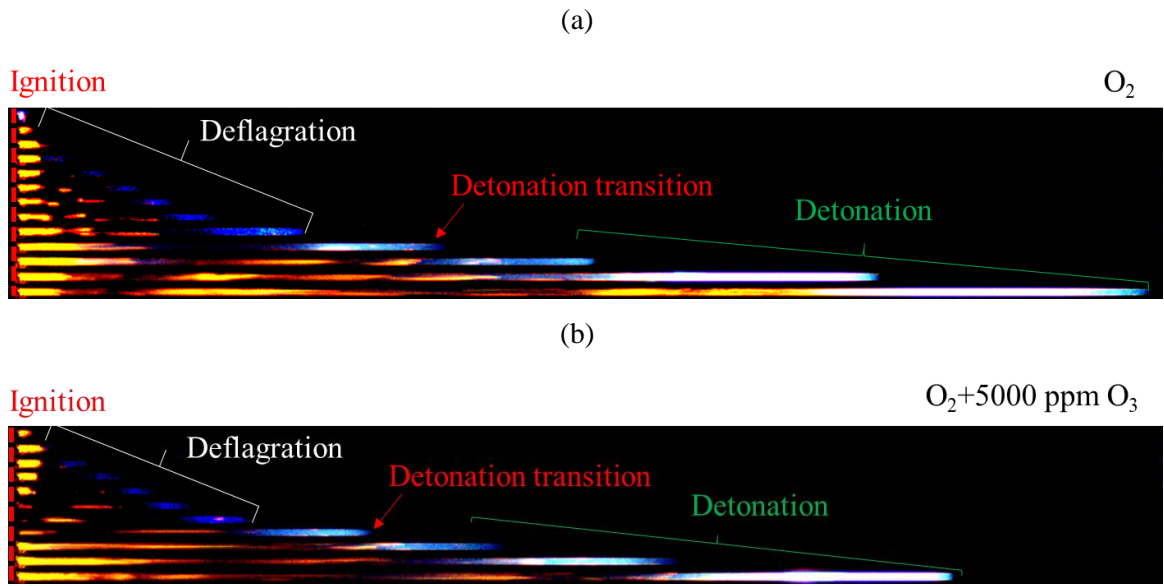 (a)
Ignition
O₂
Deflagration
Detonation transition
Detonation
(b)
Ignition
O₂+5000 ppm O₃
Deflagration
Detonation transition
Detonation